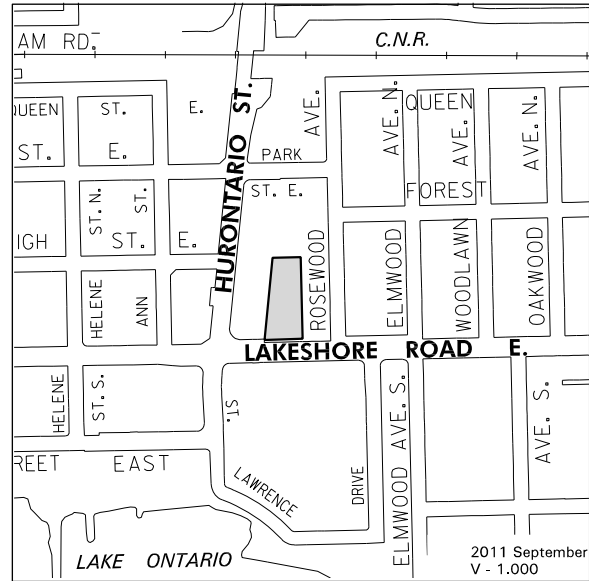 AM RD.
C.N.R.
QUEEN ST. E.
AVE.
AVE. N.
QUEEN
AVE.
AVE. N.
ST. E.
HURONTARIO ST.
PARK
ST. E.
FOREST
ST. N.
ST.
IGH ST. E.
HELENE
ANN
ROSEWOOD
ELMWOOD
WOODLAWN
OAKWOOD
LAKESHORE ROAD E.
HELENE
ST. S.
ST.
ELMWOOD AVE. S.
AVE. S.
REET EAST
LAWRENCE
DRIVE
LAKE ONTARIO
2011 September
V - 1.000